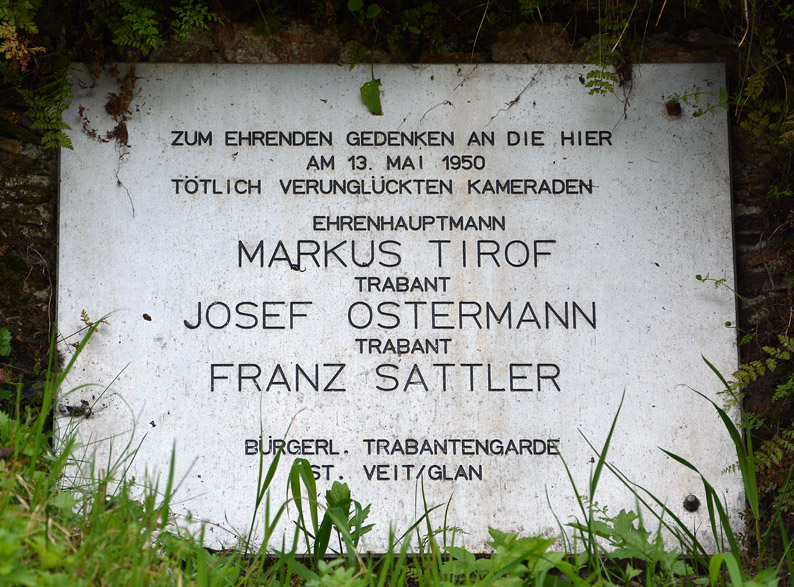 ZUM EHRENDEN GEDENKEN AN DIE HIER
AM 13. MAI 1950
TÖTLICH VERUNGLÜCKTEN KAMERADEN
EHRENHAUPTMANN
MARKUS TIROF
TRABANT
JOSEF OSTERMANN
TRABANT
FRANZ SATTLER
BÜRGERL. TRABANTENGARDE
ST. VEIT/GLAN